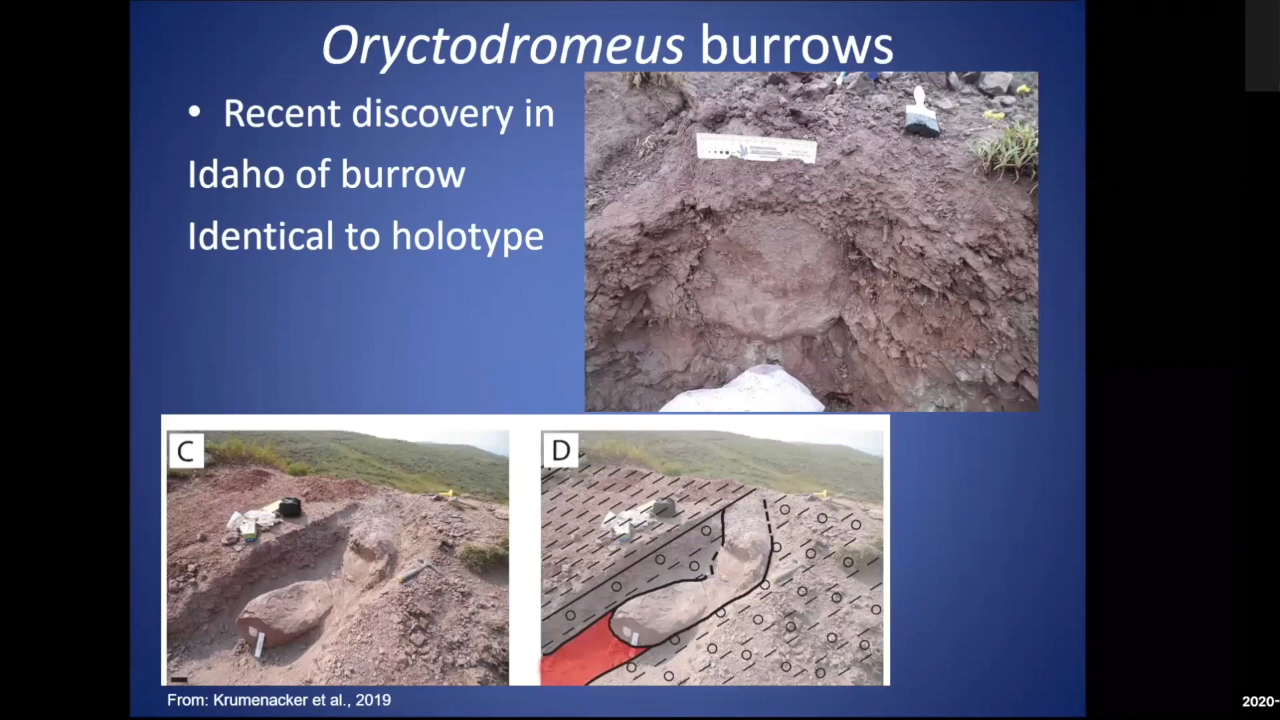 Oryctodromeus burrows
• Recent discovery in
Idaho of burrow
Identical to holotype
C
D
From: Krumenacker et al., 2019
2020-